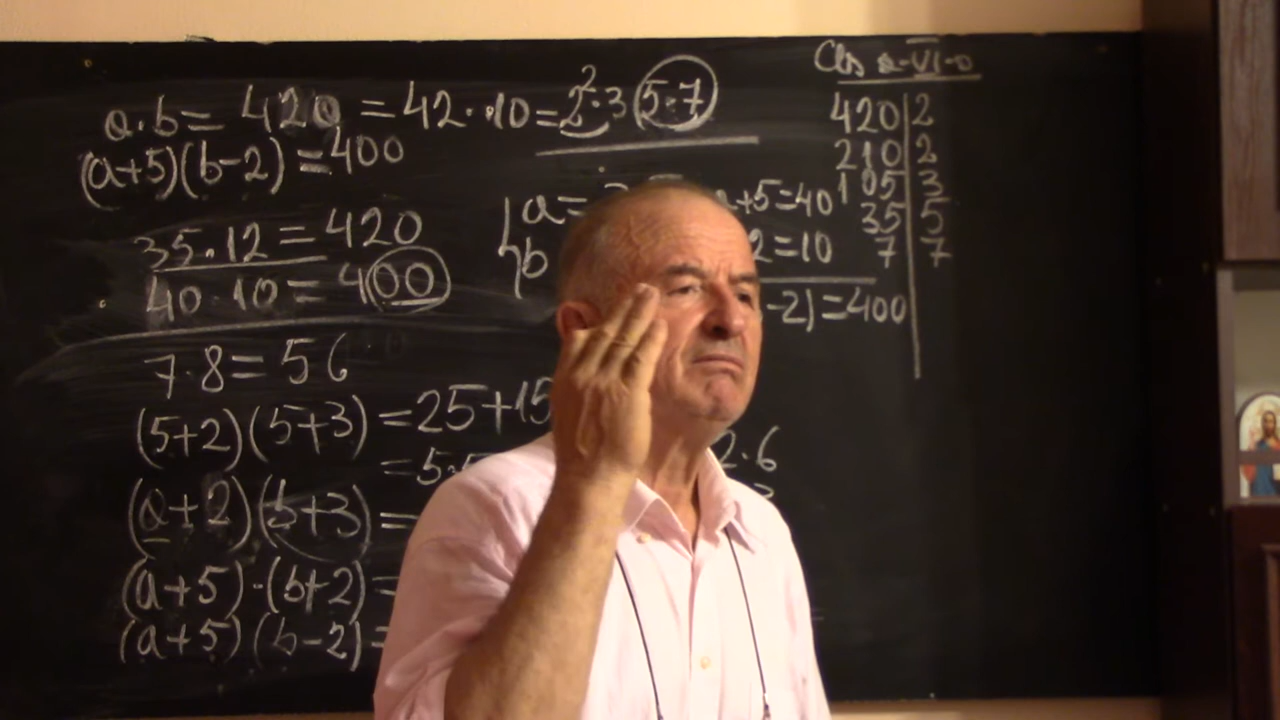 a·b= 420 =42·10=2²·3 5·7
(a+5)(b-2)=400
35·12=420
40·10=400
7·8=56
(5+2)(5+3)=25+15
=5·5
2·6
(a+2)(b+3)=
(a+5)·(b+2)=
(a+5)(b-2)=
a=
a+5=40
b
2=10
-2)=400
Cls a-VI-a
420|2
210|2
105|3
35|5
7|7